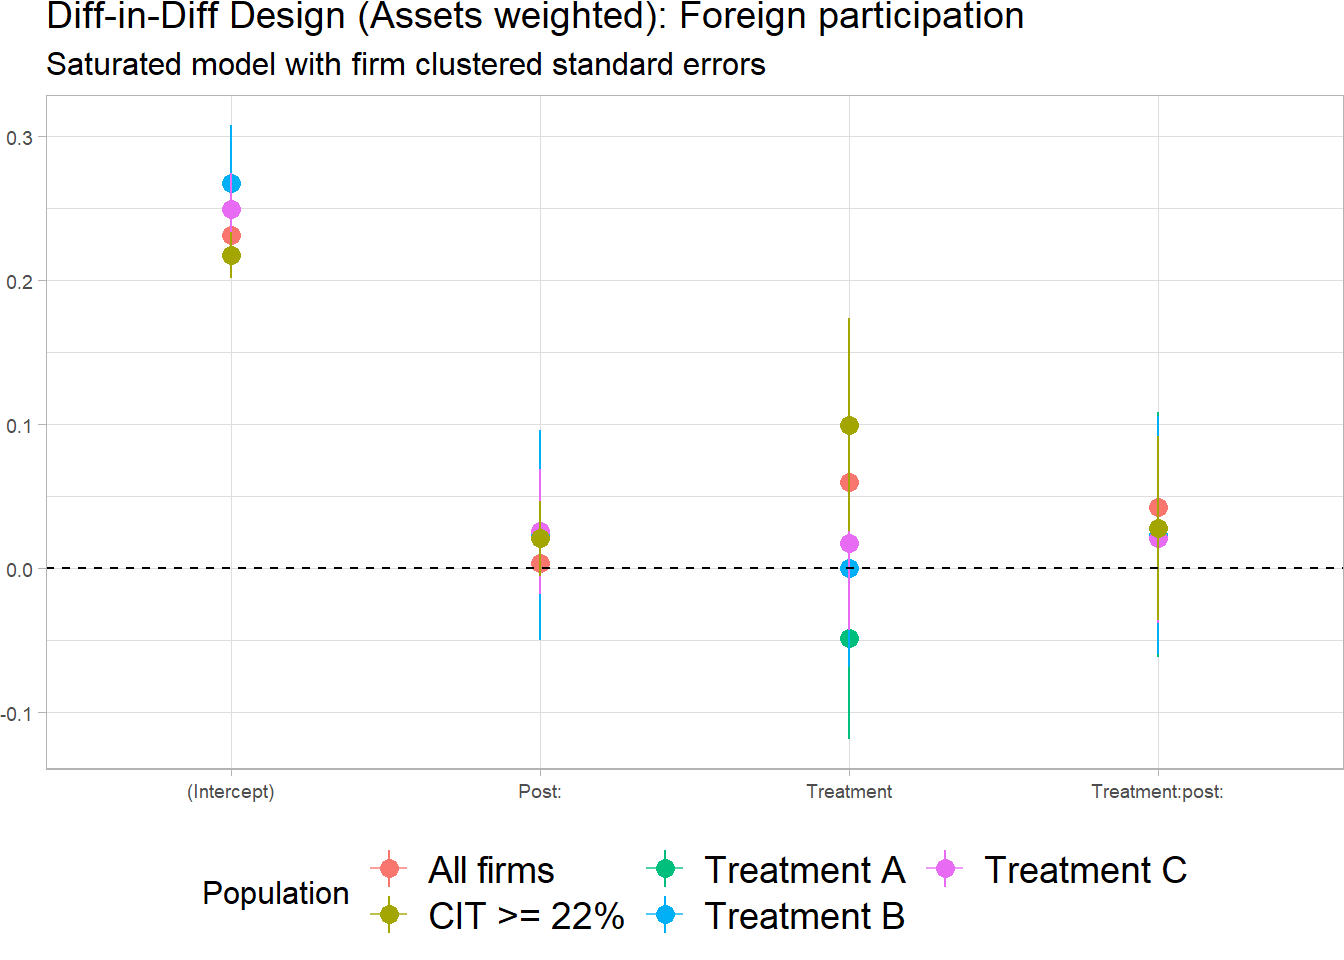 Diff-in-Diff Design (Assets weighted): Foreign participation
Saturated model with firm clustered standard errors
0.3
0.2
0.1
0.0
-0.1
(Intercept) Post: Treatment Treatment:post:
Population
All firms Treatment A Treatment C
CIT >= 22% Treatment B